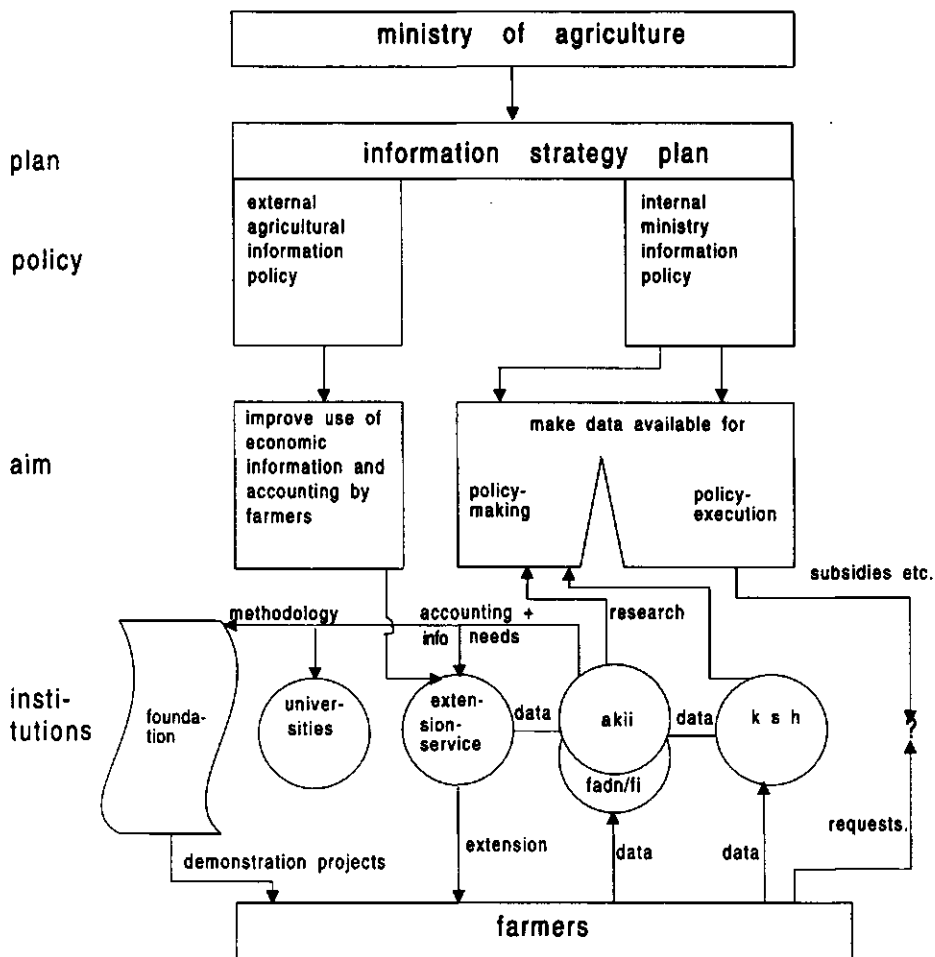 ministry of agriculture
information strategy plan
plan
policy
external
agricultural
information
policy
internal
ministry
information
policy
aim
improve use of
economic
information and
accounting by
farmers
make data available for
policy-
making
policy-
execution
subsidies etc.
methodology
accounting +
info needs
research
insti-
tutions
founda-
tion
univer-
sities
exten-
sion-
service
data
akii
data
k s h
?
fadn/fi
demonstration projects
extension
data
data
requests.
farmers